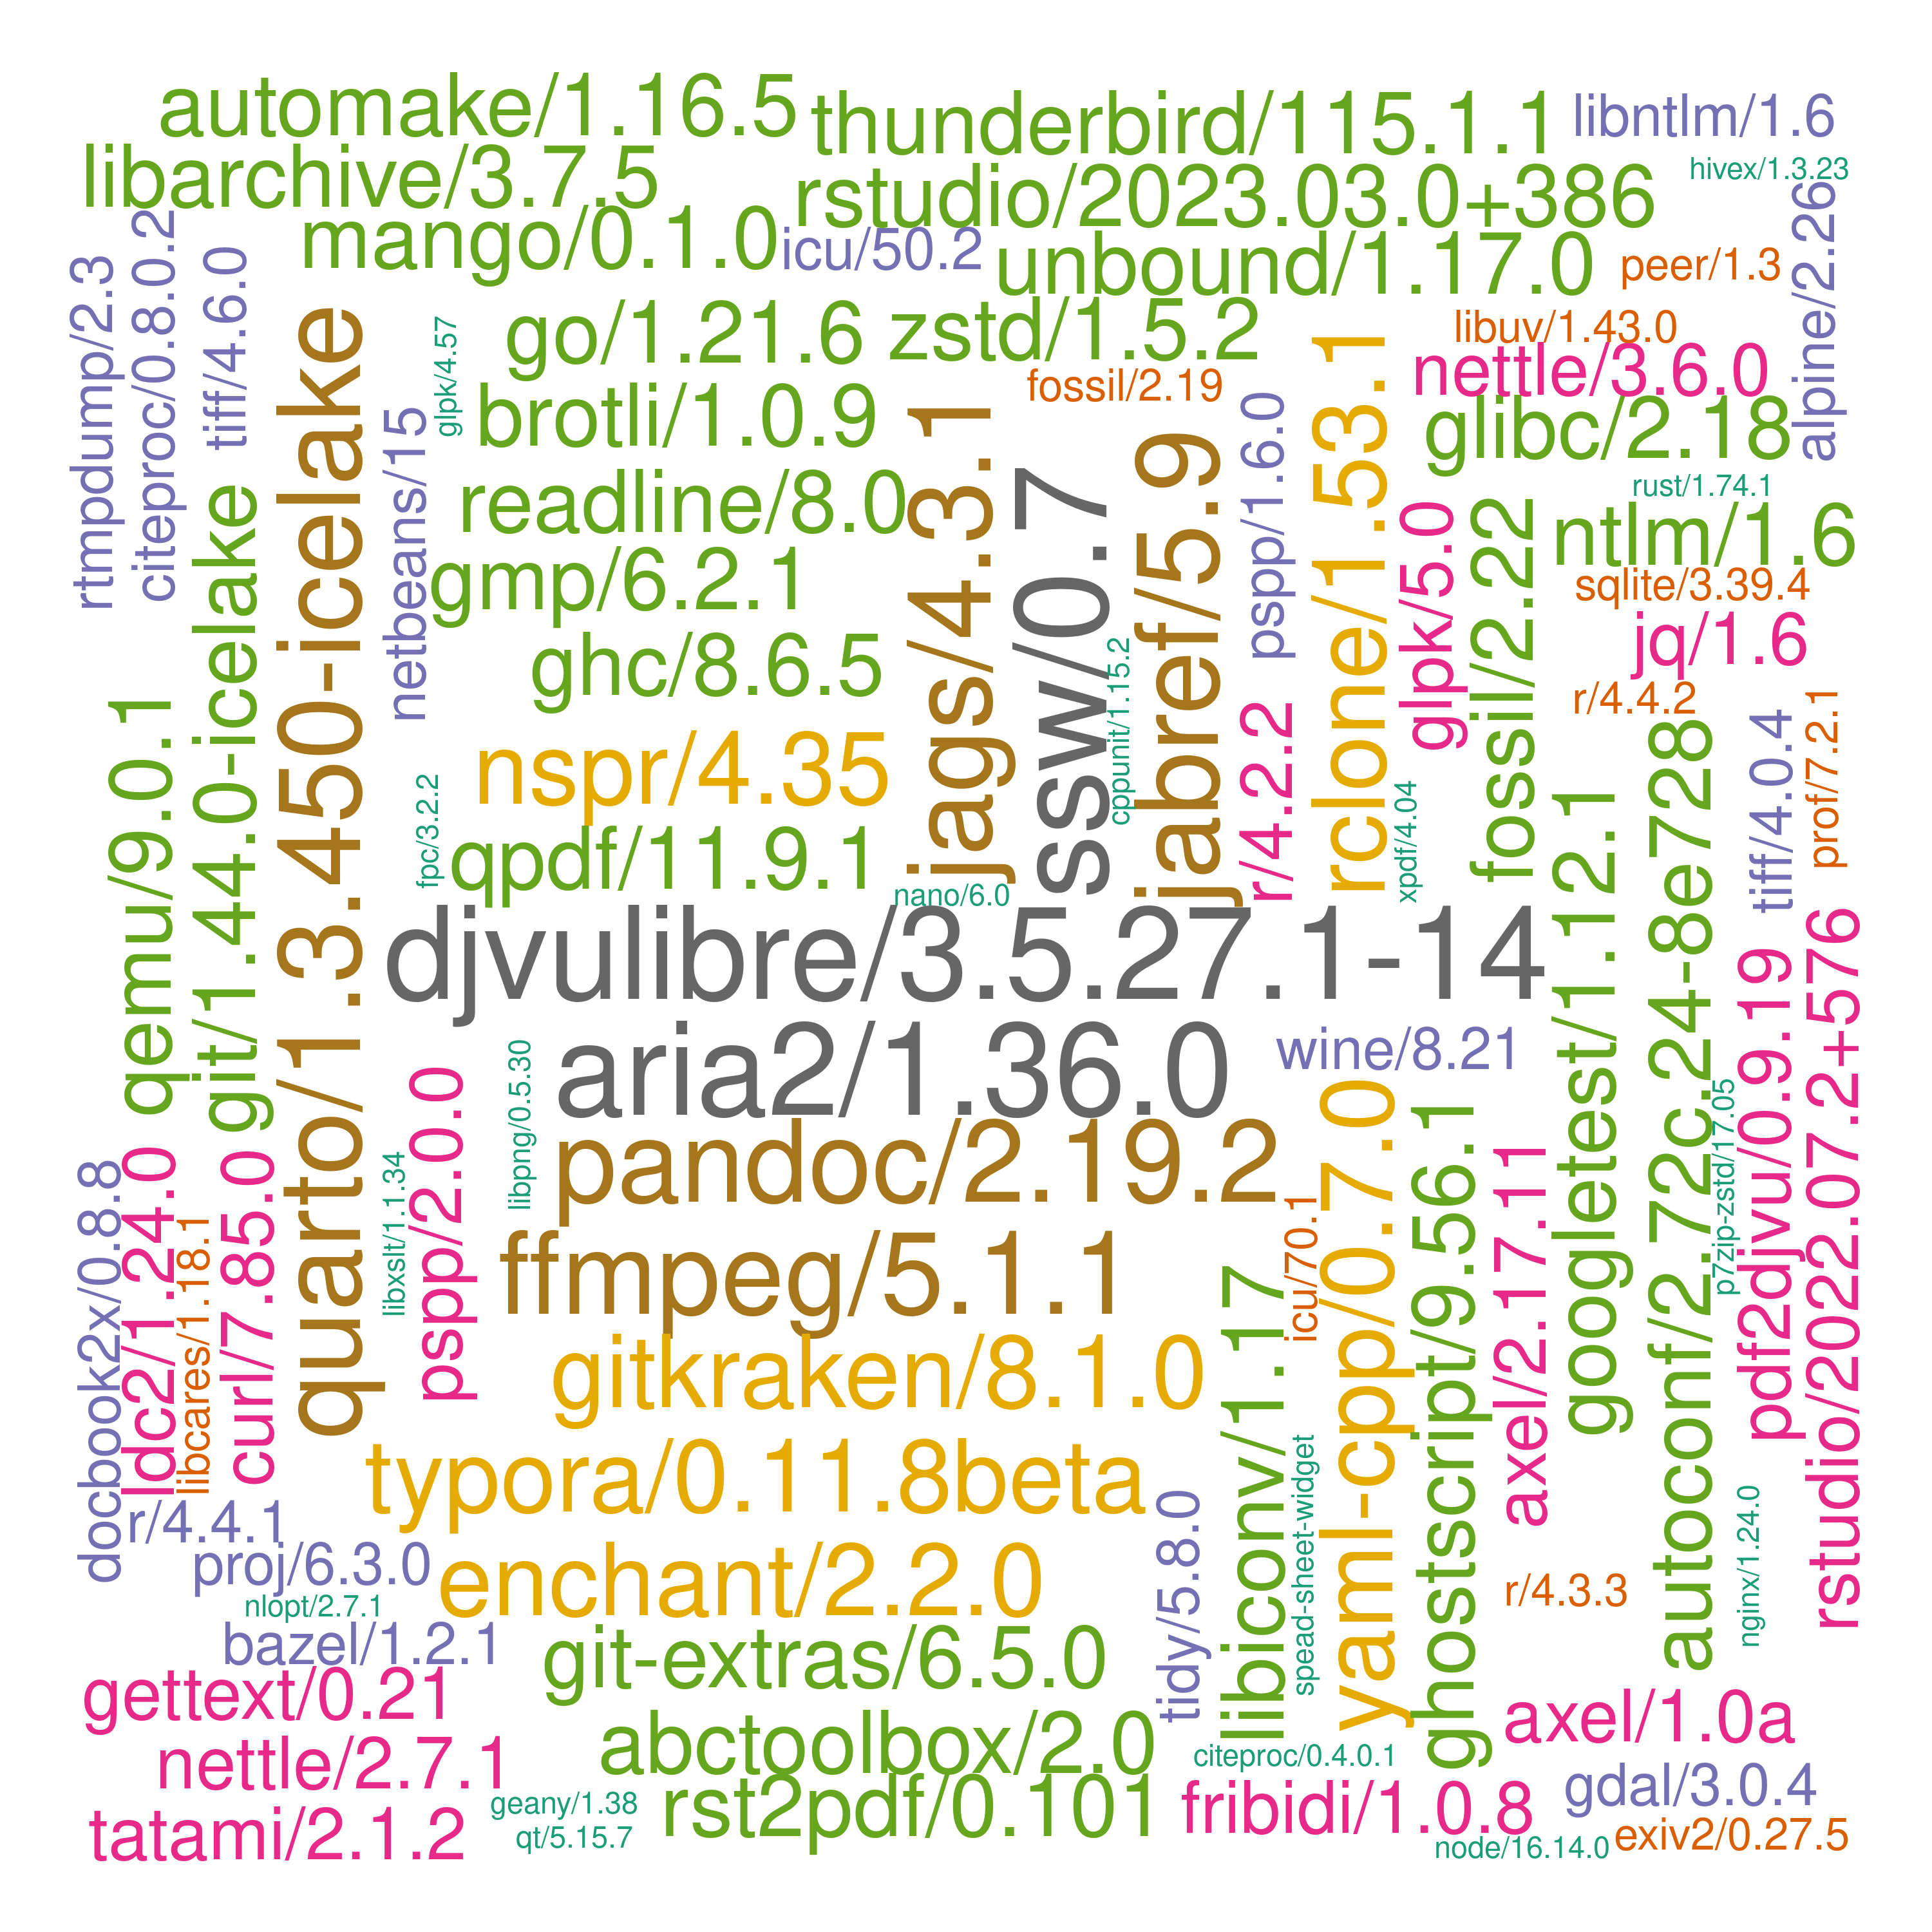 automake/1.16.5
thunderbird/115.1.1
libntlm/1.6
libarchive/3.7.5
rstudio/2023.03.0+386
hivex/1.3.23
mango/0.1.0
icu/50.2
unbound/1.17.0
peer/1.3
alpine/2.26
rtmpdump/2.3
citeproc/0.8.0.2
tiff/4.6.0
go/1.21.6
zstd/1.5.2
libuv/1.43.0
nettle/3.6.0
quarto/1.3.450-icelake
glpk/4.57
brotli/1.0.9
fossil/2.19
glibc/2.18
netbeans/15
readline/8.0
jags/4.3.1
ssw/0.7
jabref/5.9
pspp/1.6.0
rclone/1.53.1
glpk/5.0
fossil/2.22
rust/1.74.1
ntlm/1.6
git/1.44.0-icelake
gmp/6.2.1
sqlite/3.39.4
jq/1.6
ghc/8.6.5
cppunit/1.15.2
r/4.4.2
qemu/9.0.1
nspr/4.35
r/4.2.2
xpdf/4.04
tiff/4.0.4
prof/7.2.1
fpc/3.2.2
qpdf/11.9.1
nano/6.0
googletest/1.12.1
autoconf/2.72c.24-8e728
djvulibre/3.5.27.1-14
pdf2djvu/0.9.19
rstudio/2022.07.2+576
aria2/1.36.0
wine/8.21
libpng/0.5.30
pspp/2.0.0
yaml-cpp/0.7.0
ghostscript/9.56.1
p7zip-zstd/17.05
pandoc/2.19.2
axel/2.17.11
docbook2x/0.8.8
ldc2/1.24.0
libcares/1.18.1
curl/7.85.0
libxslt/1.1.34
ffmpeg/5.1.1
icu/70.1
libiconv/1.17
gitkraken/8.1.0
typora/0.11.8beta
spead-sheet-widget
tidy/5.8.0
nginx/1.24.0
r/4.4.1
proj/6.3.0
enchant/2.2.0
r/4.3.3
nlopt/2.7.1
bazel/1.2.1
git-extras/6.5.0
gettext/0.21
axel/1.0a
abctoolbox/2.0
nettle/2.7.1
citeproc/0.4.0.1
gdal/3.0.4
geany/1.38
rst2pdf/0.101
fribidi/1.0.8
tatami/2.1.2
qt/5.15.7
node/16.14.0
exiv2/0.27.5